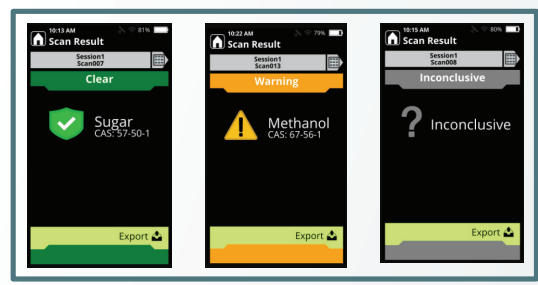 10:13 AM 81%
Scan Result
Session1
Scan007
Clear
Sugar
CAS: 57-50-1
Export
10:22 AM 79%
Scan Result
Session1
Scan013
Warning
Methanol
CAS: 67-56-1
Export
10:15 AM 80%
Scan Result
Session1
Scan008
Inconclusive
? Inconclusive
Export